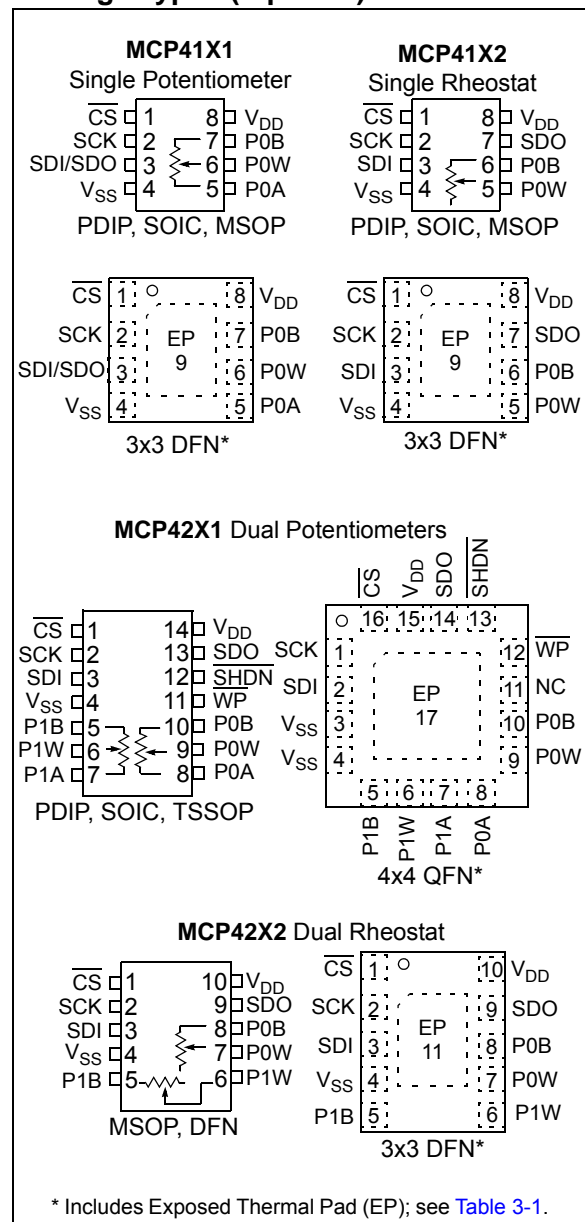 MCP41X1
Single Potentiometer
CS 1 8 VDD
SCK 2 7 P0B
SDI/SDO 3 6 P0W
VSS 4 5 P0A
PDIP, SOIC, MSOP
MCP41X2
Single Rheostat
CS 1 8 VDD
SCK 2 7 SDO
SDI 3 6 P0B
VSS 4 5 P0W
PDIP, SOIC, MSOP
CS 1 8 VDD
SCK 2 EP 7 P0B
SDI/SDO 3 9 6 P0W
VSS 4 5 P0A
3x3 DFN*
CS 1 8 VDD
SCK 2 EP 7 SDO
SDI 3 9 6 P0B
VSS 4 5 P0W
3x3 DFN*
MCP42X1 Dual Potentiometers
CS 1 14 VDD
SCK 2 13 SDO
SDI 3 12 SHDN
VSS 4 11 WP
P1B 5 10 P0B
P1W 6 9 P0W
P1A 7 8 P0A
PDIP, SOIC, TSSOP
CS VDD SDO SHDN
16 15 14 13
SCK 1 12 WP
SDI 2 EP 11 NC
VSS 3 17 10 P0B
VSS 4 9 P0W
5 6 7 8
P1B P1W P1A P0A
4x4 QFN*
MCP42X2 Dual Rheostat
CS 1 10 VDD
SCK 2 9 SDO
SDI 3 8 P0B
VSS 4 7 P0W
P1B 5 6 P1W
MSOP, DFN
CS 1 10 VDD
SCK 2 EP 9 SDO
SDI 3 11 8 P0B
VSS 4 7 P0W
P1B 5 6 P1W
3x3 DFN*
* Includes Exposed Thermal Pad (EP); see Table 3-1.